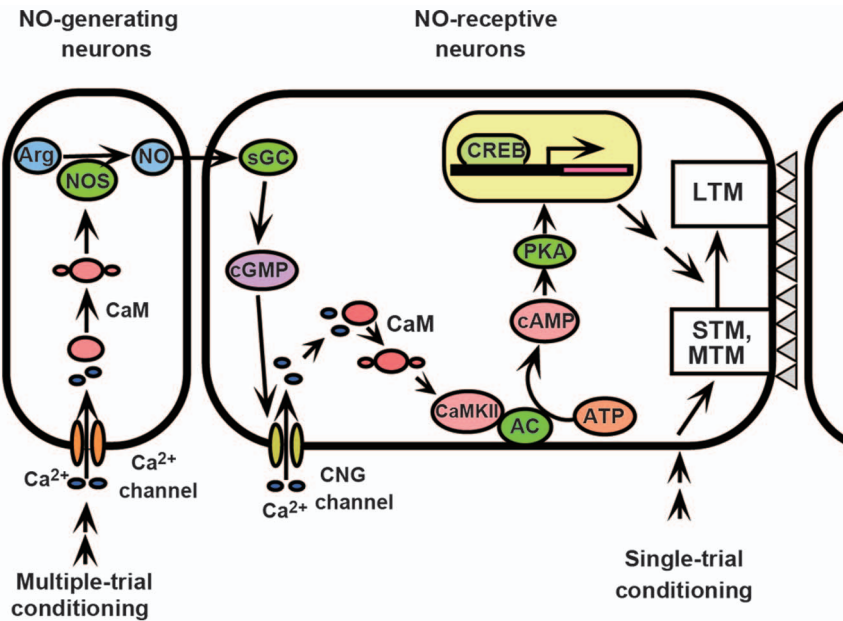 NO-generating
neurons
NO-receptive
neurons
Arg
NO
NOS
sGC
CREB
LTM
cGMP
PKA
CaM
CaM
cAMP
STM,
MTM
CaMKII
AC
ATP
Ca2+
Ca2+
channel
CNG
channel
Ca2+
Multiple-trial
conditioning
Single-trial
conditioning